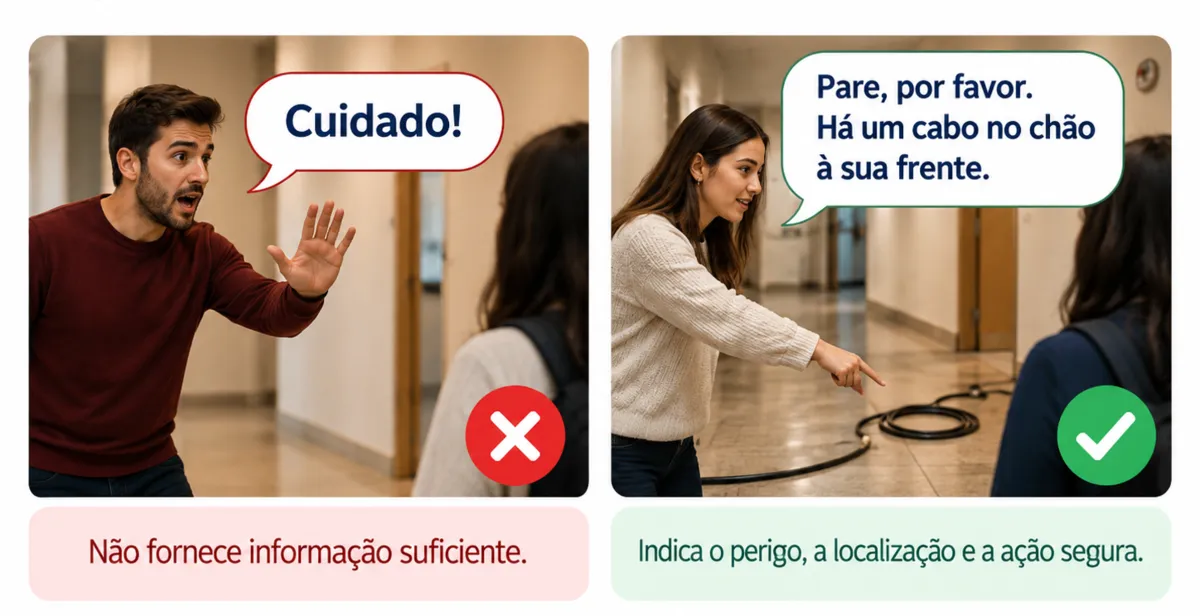 Cuidado!
Não fornece informação suficiente.
Pare, por favor.
Há um cabo no chão
à sua frente.
Indica o perigo, a localização e a ação segura.